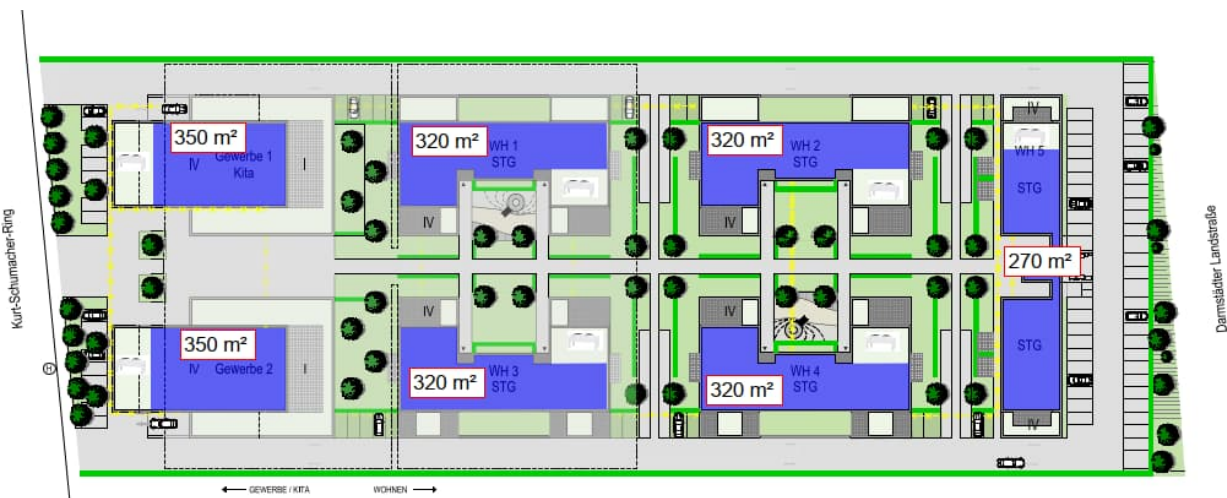 Kurt-Schumacher-Ring
350 m²
IV
Gewerbe 1
Kita
I
320 m²
WH 1
STG
IV
320 m²
WH 2
STG
IV
IV
WH 5
STG
270 m²
Darmstädter Landstraße
350 m²
IV
Gewerbe 2
I
H
IV
320 m²
WH 3
STG
IV
320 m²
WH 4
STG
STG
IV
GEWERBE / KITA
WOHNEN